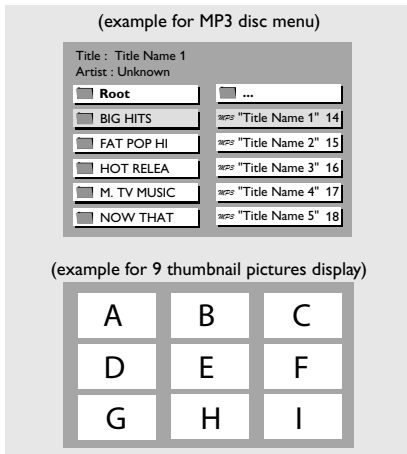 (example for MP3 disc menu)
Title : Title Name 1
Artist : Unknown
Root
BIG HITS
FAT POP HI
HOT RELEA
M. TV MUSIC
NOW THAT
...
MP3 "Title Name 1" 14
MP3 "Title Name 2" 15
MP3 "Title Name 3" 16
MP3 "Title Name 4" 17
MP3 "Title Name 5" 18
(example for 9 thumbnail pictures display)
A B C
D E F
G H I